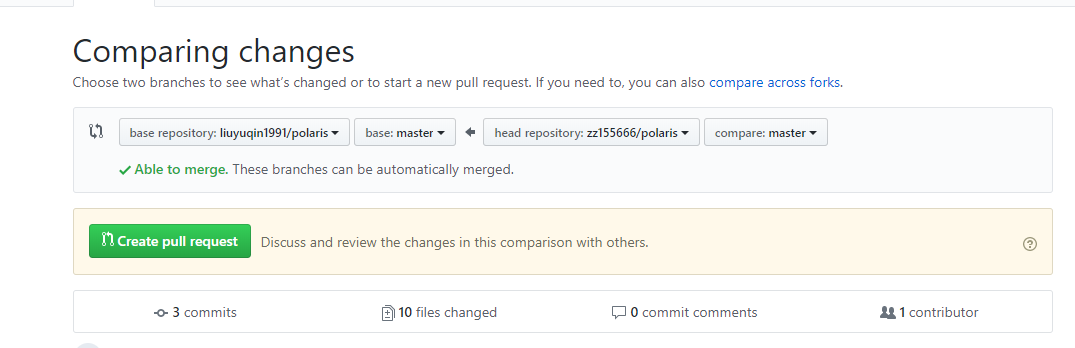 Comparing changes
Choose two branches to see what's changed or to start a new pull request. If you need to, you can also compare across forks.
base repository: liuyuqin1991/polaris base: master head repository: zz155666/polaris compare: master
Able to merge. These branches can be automatically merged.
Create pull request Discuss and review the changes in this comparison with others.
3 commits 10 files changed 0 commit comments 1 contributor